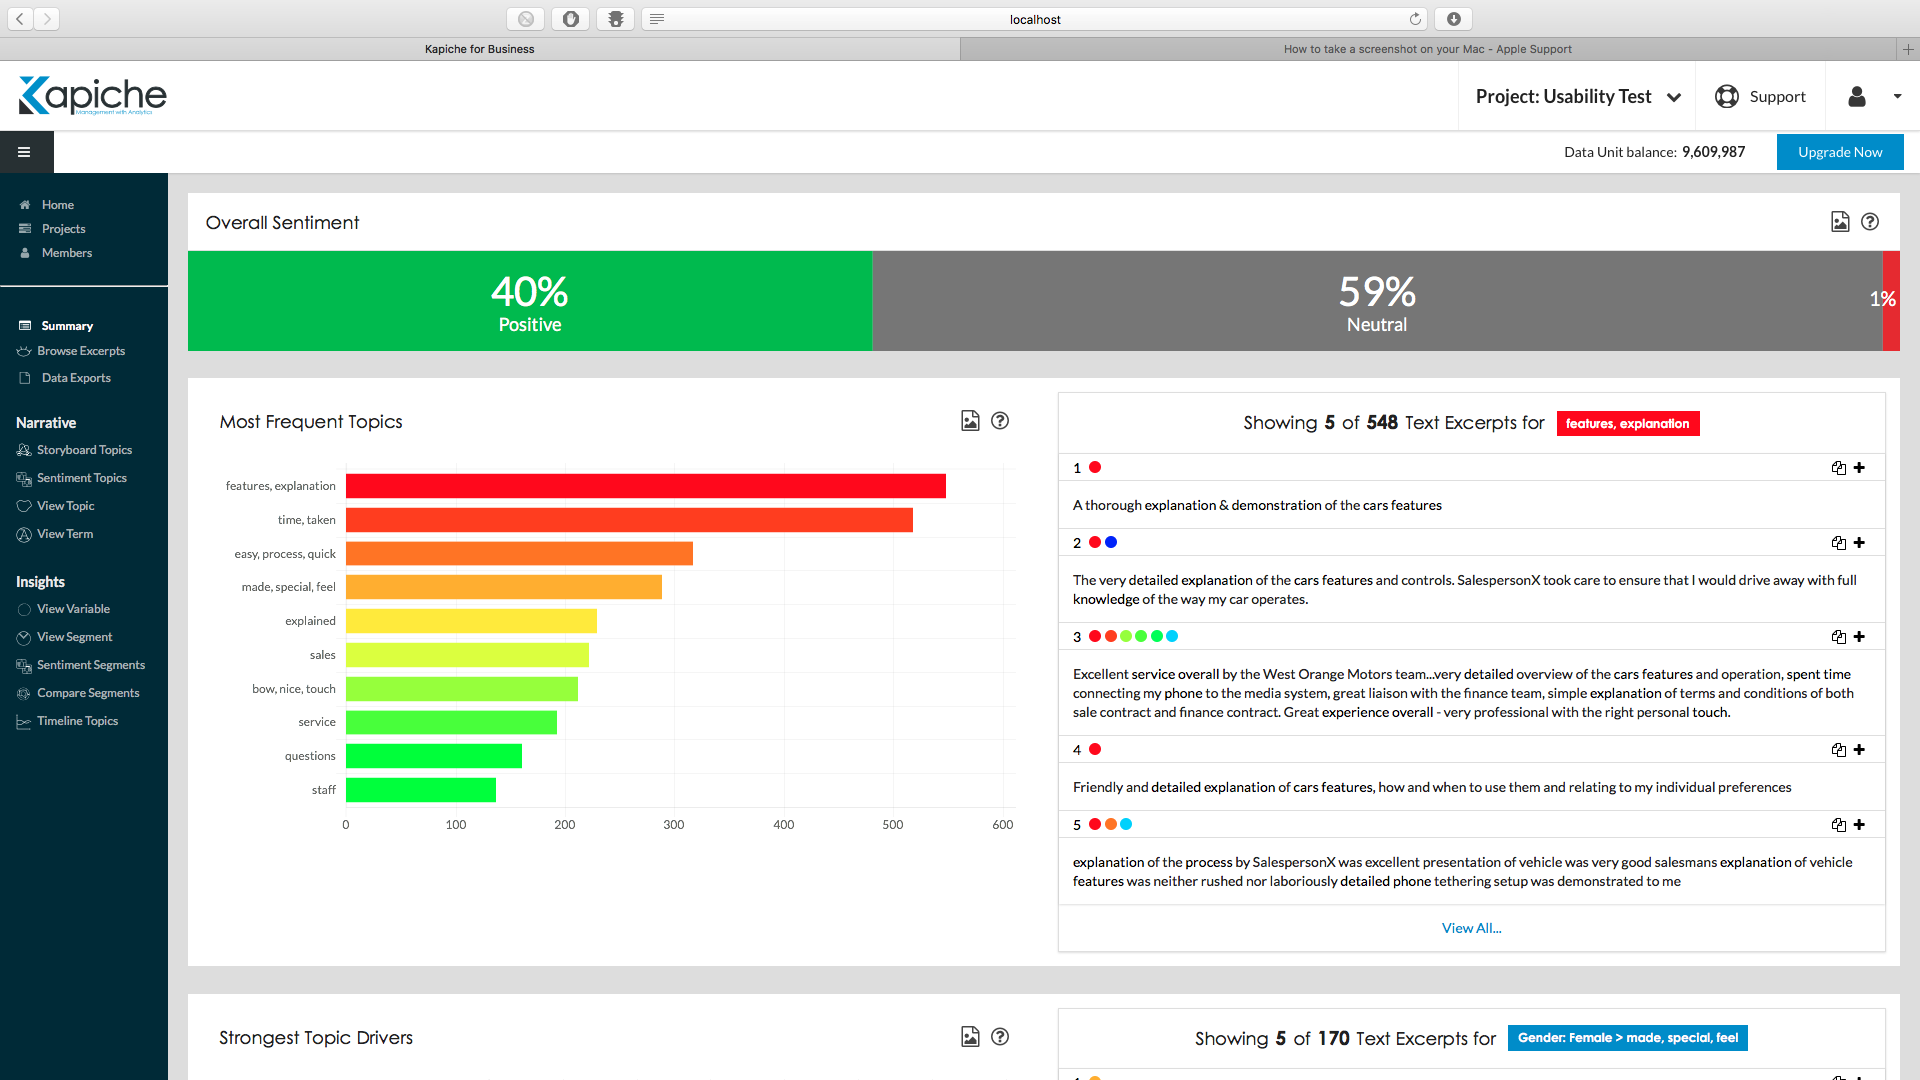 localhost
Kapiche for Business
How to take a screenshot on your Mac - Apple Support
Kapiche
Management with Analytics
Project: Usability Test
Support
Data Unit balance: 9,609,987
Upgrade Now
Home
Projects
Members
Summary
Browse Excerpts
Data Exports
Narrative
Storyboard Topics
Sentiment Topics
View Topic
View Term
Insights
View Variable
View Segment
Sentiment Segments
Compare Segments
Timeline Topics
Overall Sentiment
40%
Positive
59%
Neutral
1%
Most Frequent Topics
features, explanation
time, taken
easy, process, quick
made, special, feel
explained
sales
bow, nice, touch
service
questions
staff
0 100 200 300 400 500 600
Showing 5 of 548 Text Excerpts for features, explanation
1
A thorough explanation & demonstration of the cars features
2
The very detailed explanation of the cars features and controls. SalespersonX took care to ensure that I would drive away with full
knowledge of the way my car operates.
3
Excellent service overall by the West Orange Motors team...very detailed overview of the cars features and operation, spent time
connecting my phone to the media system, great liaison with the finance team, simple explanation of terms and conditions of both
sale contract and finance contract. Great experience overall - very professional with the right personal touch.
4
Friendly and detailed explanation of cars features, how and when to use them and relating to my individual preferences
5
explanation of the process by SalespersonX was excellent presentation of vehicle was very good salesmans explanation of vehicle
features was neither rushed nor laboriously detailed phone tethering setup was demonstrated to me
View All...
Strongest Topic Drivers
Showing 5 of 170 Text Excerpts for Gender: Female > made, special, feel